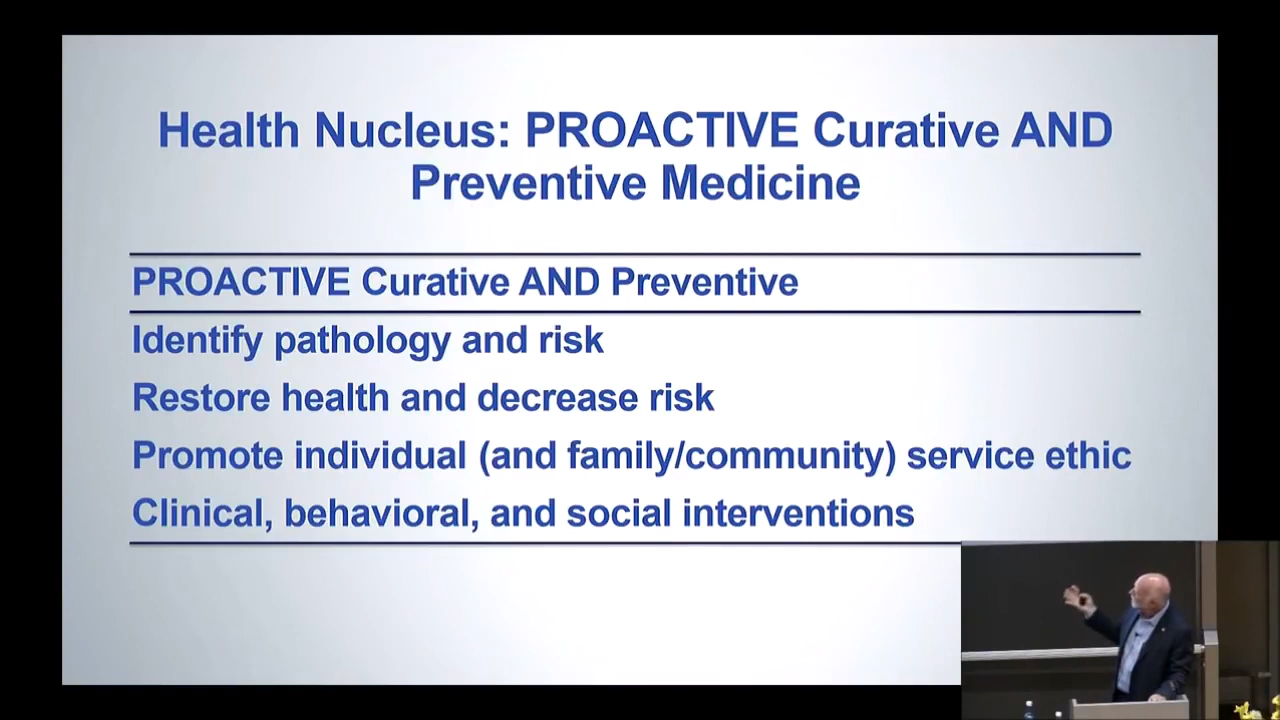 Health Nucleus: PROACTIVE Curative AND
Preventive Medicine
PROACTIVE Curative AND Preventive
Identify pathology and risk
Restore health and decrease risk
Promote individual (and family/community) service ethic
Clinical, behavioral, and social interventions